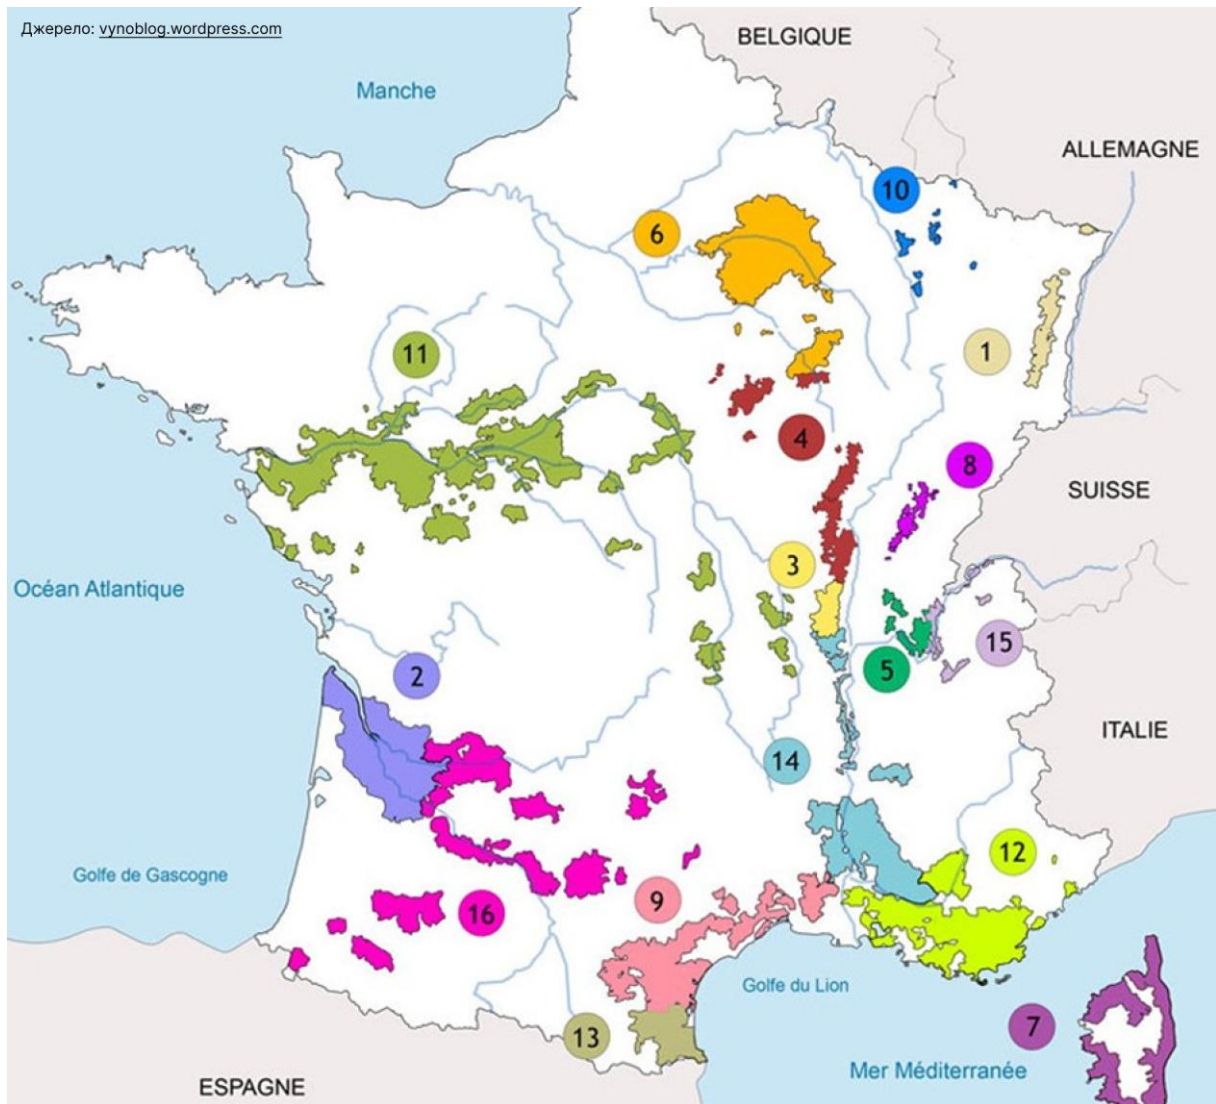 Джерело: vynoblog.wordpress.com
BELGIQUE
Manche
ALLEMAGNE
10
6
11
1
4
8
SUISSE
3
Océan Atlantique
15
2
5
ITALIE
14
12
Golfe de Gascogne
9
16
Golfe du Lion
7
13
Mer Méditerranée
ESPAGNE